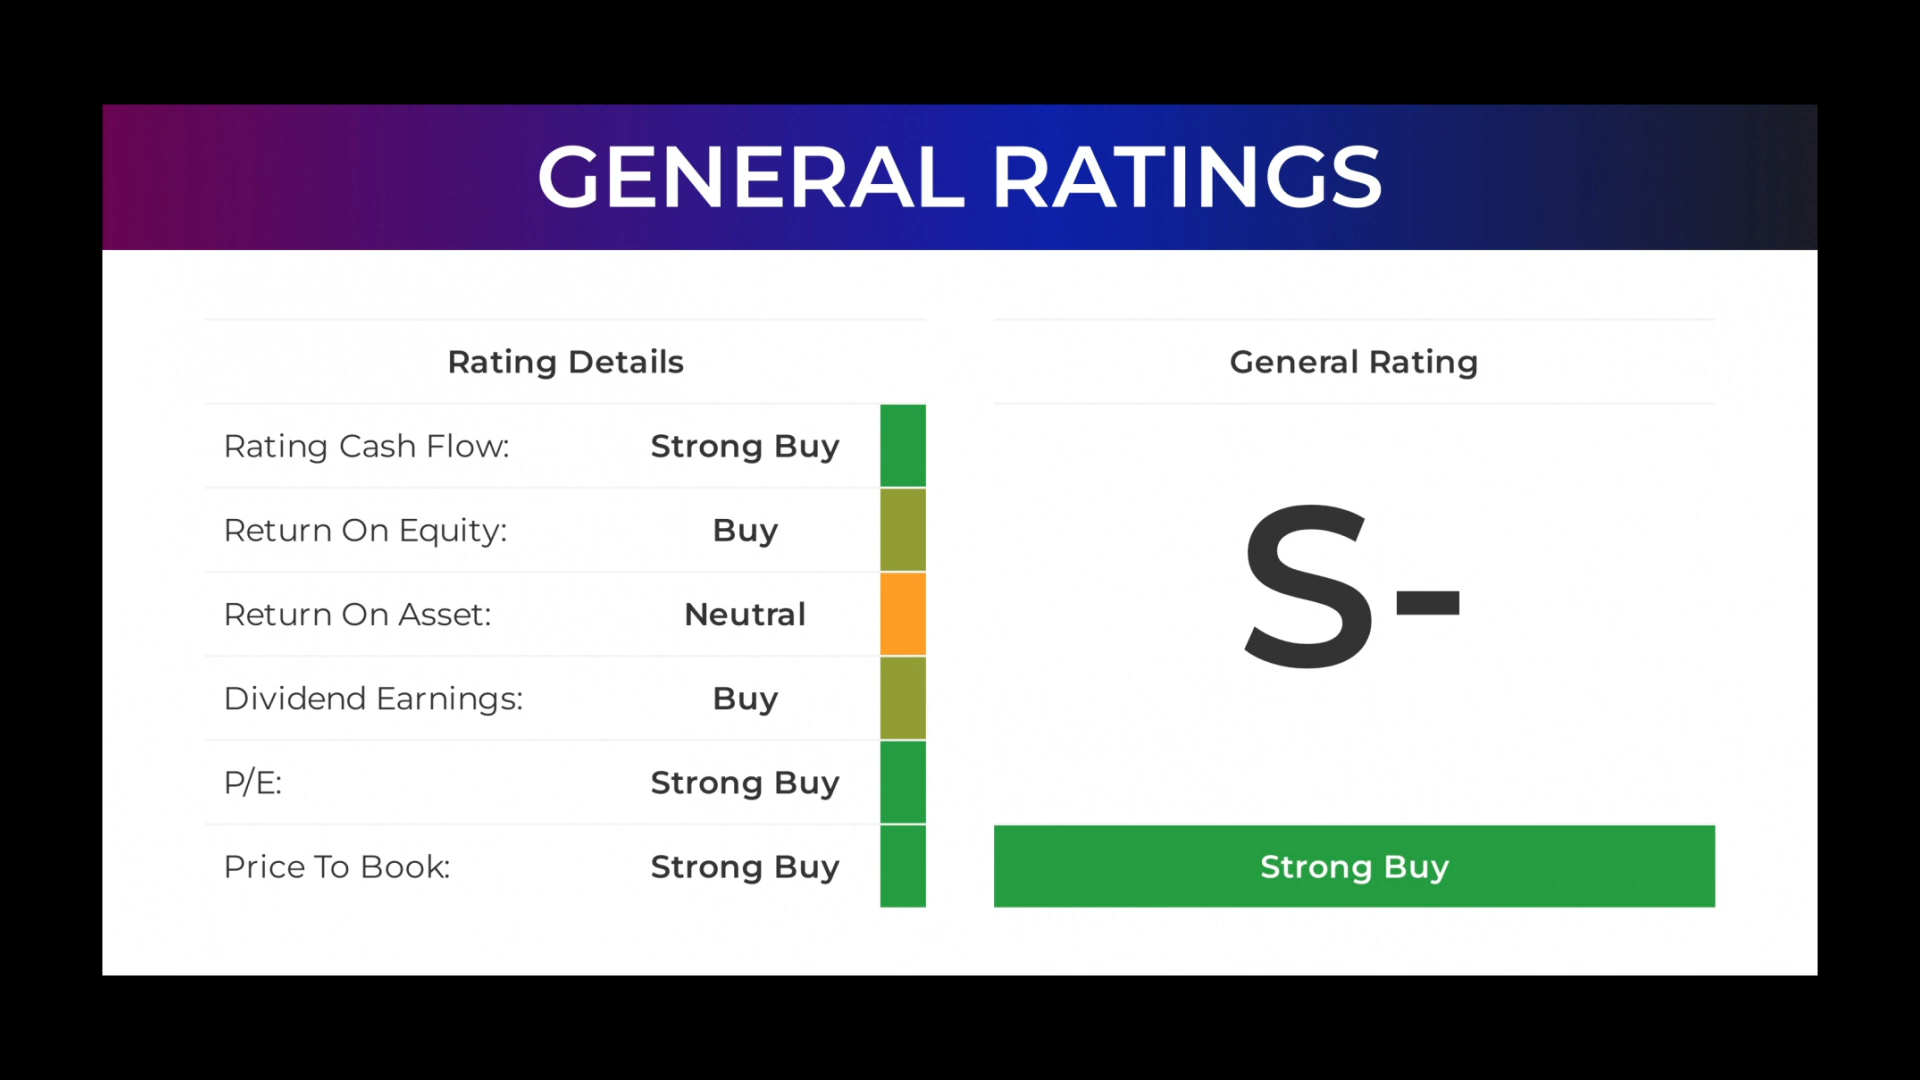 GENERAL RATINGS
Rating Details
Rating Cash Flow: Strong Buy
Return On Equity: Buy
Return On Asset: Neutral
Dividend Earnings: Buy
P/E: Strong Buy
Price To Book: Strong Buy
General Rating
S-
Strong Buy